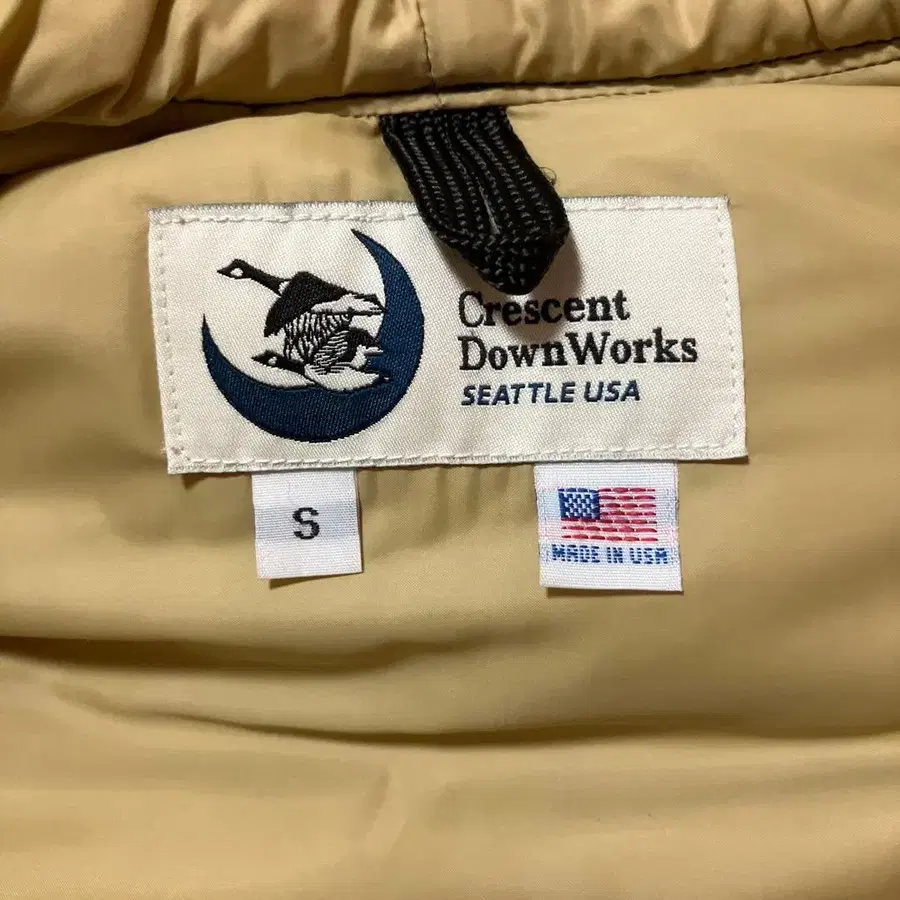 Crescent
DownWorks
SEATTLE USA
S
MADE IN USA